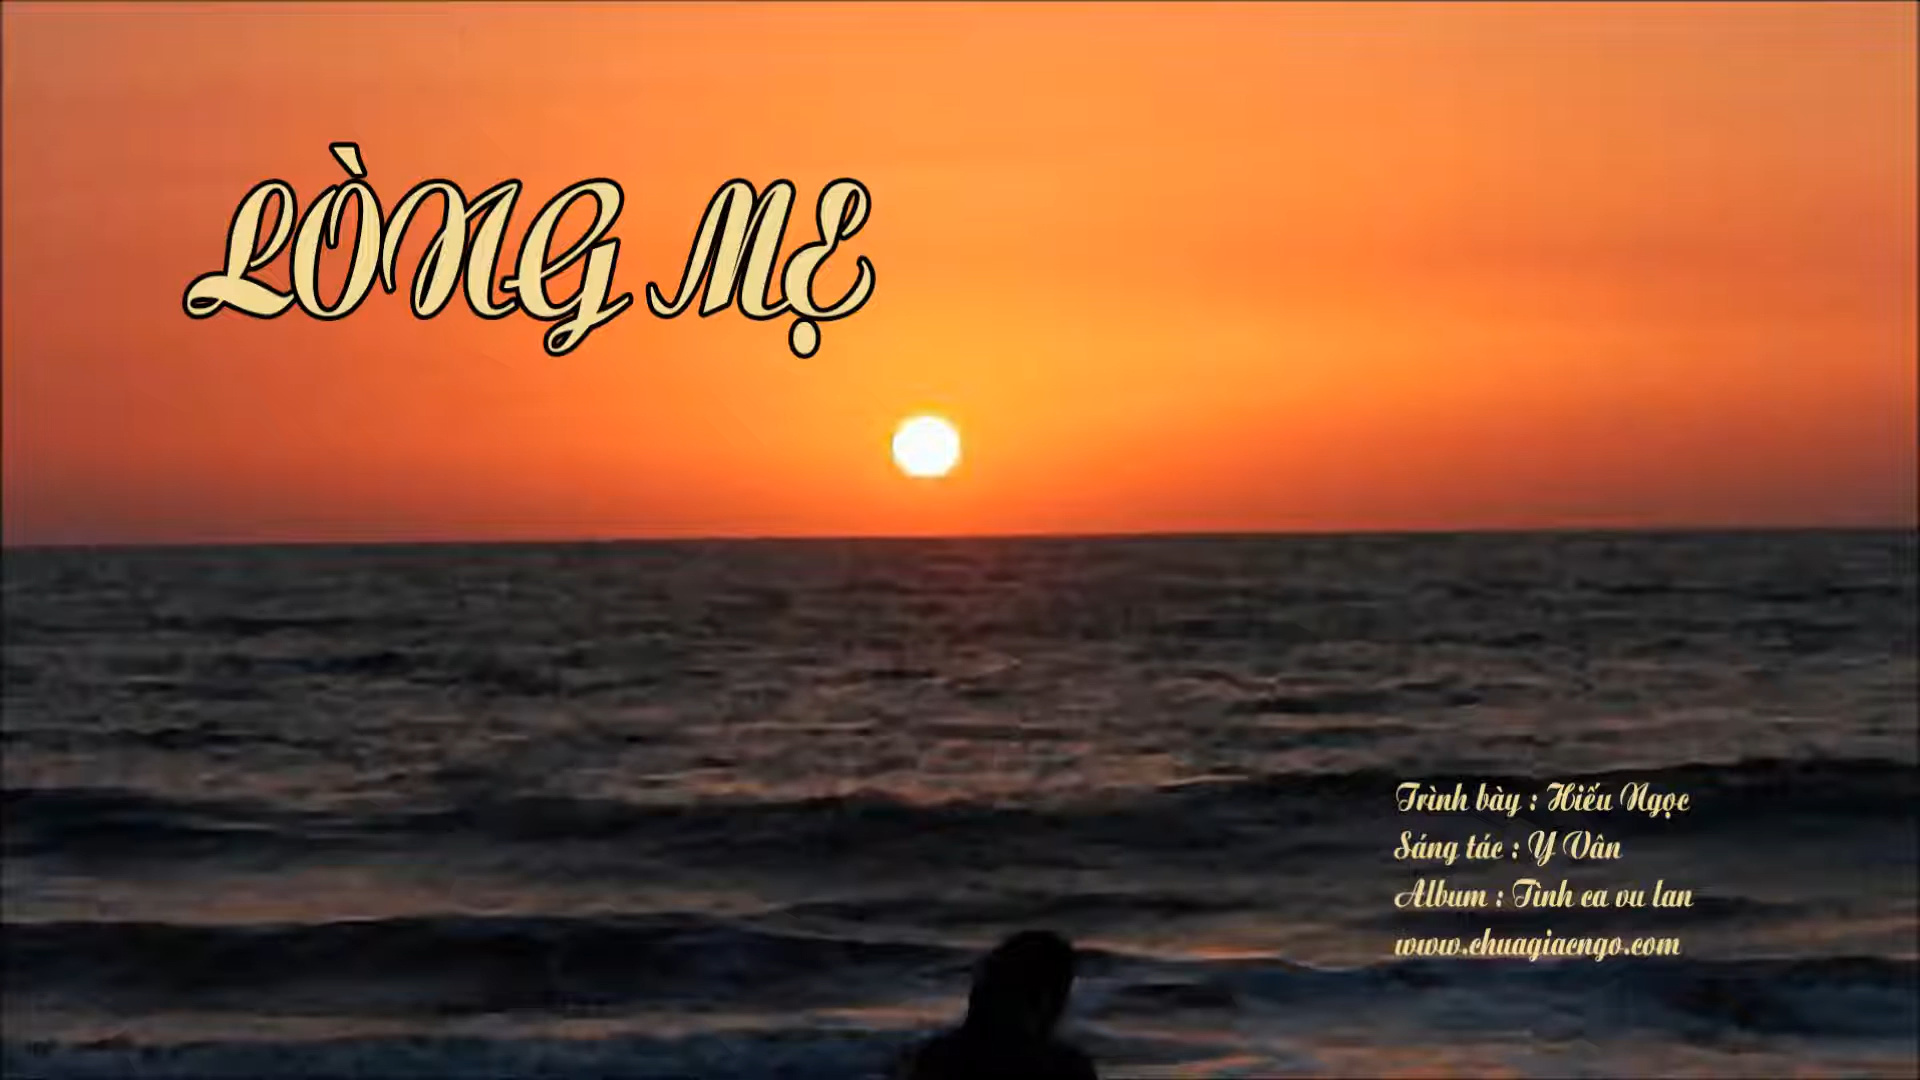 LÒNG MẸ
Trình bày : Hiếu Ngọc
Sáng tác : Y Vân
Album : Tình ca vu lan
www.chuagiacngo.com